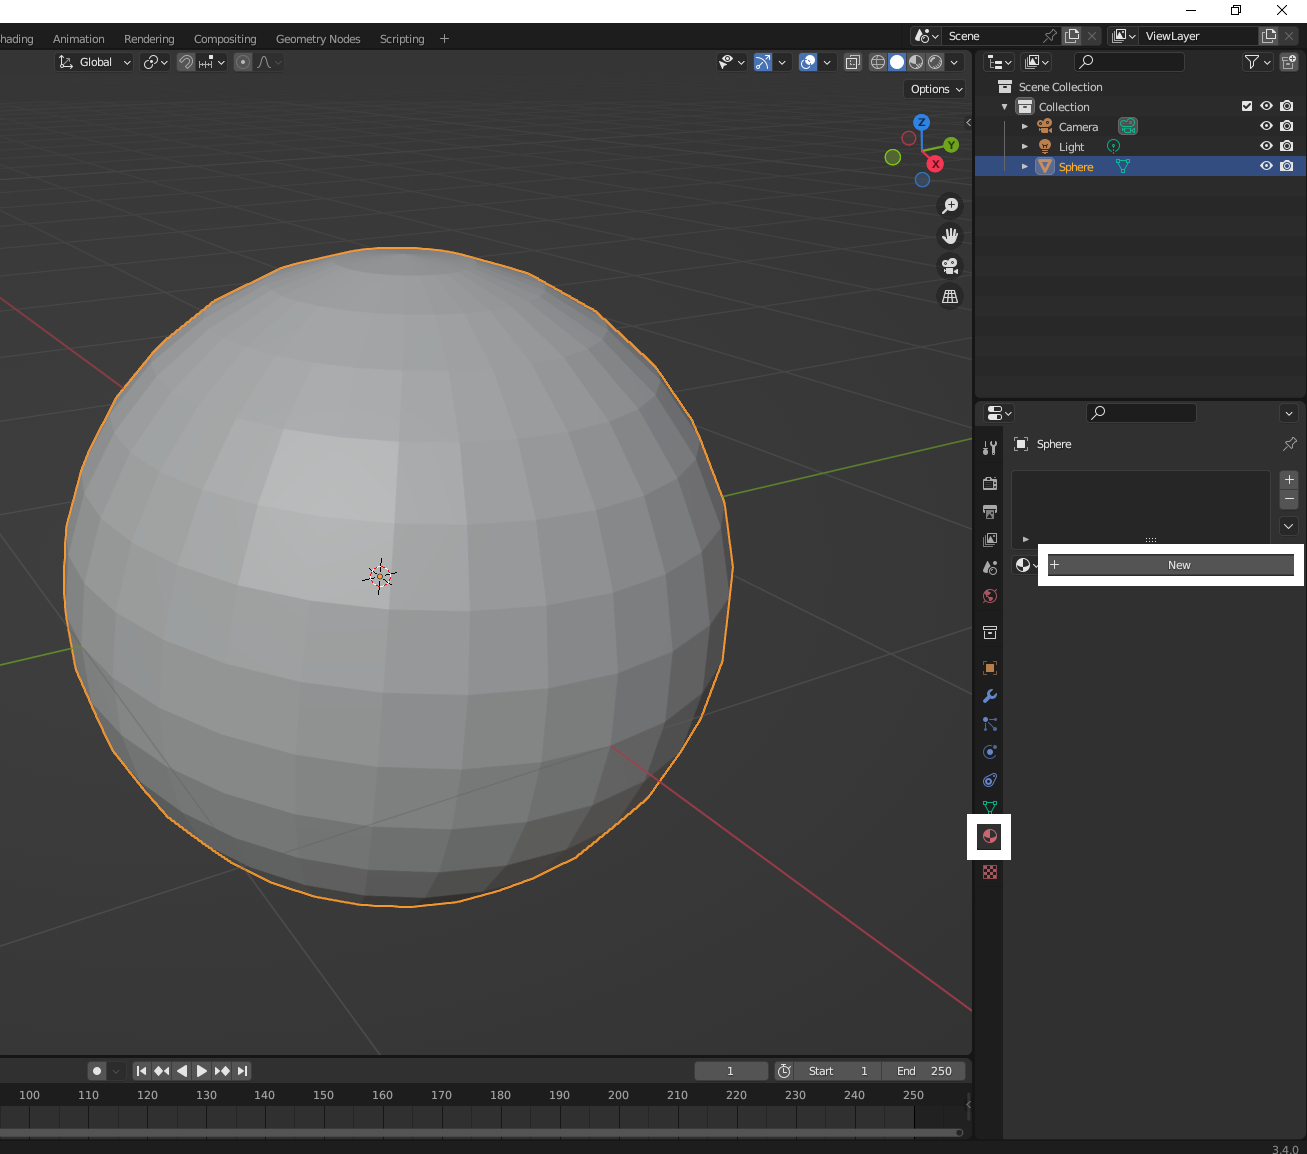 hading Animation Rendering Compositing Geometry Nodes Scripting +
Scene
ViewLayer
Global
Options
Z
Y
X
Scene Collection
Collection
Camera
Light
Sphere
Sphere
+ New
1
Start 1
End 250
100 110 120 130 140 150 160 170 180 190 200 210 220 230 240 250
3.4.0